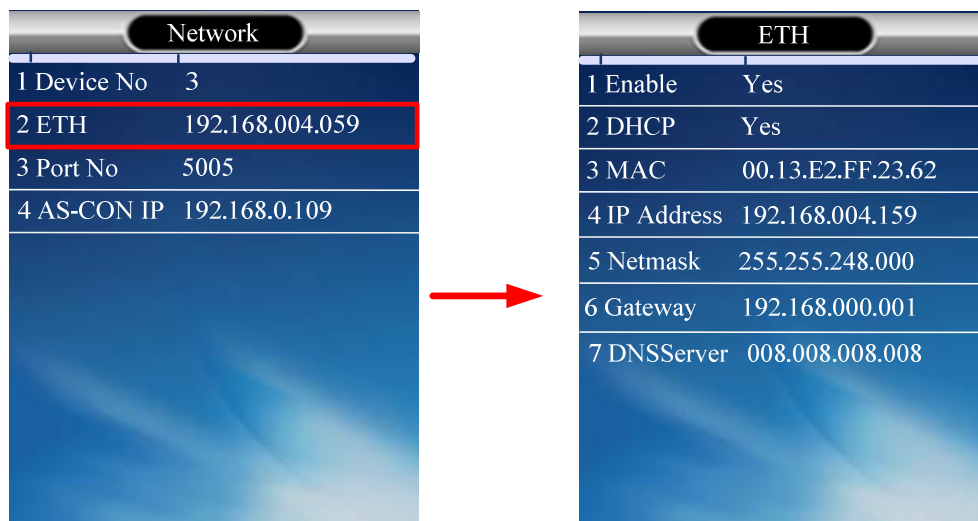 Network
1 Device No 3
2 ETH 192.168.004.059
3 Port No 5005
4 AS-CON IP 192.168.0.109
ETH
1 Enable Yes
2 DHCP Yes
3 MAC 00.13.E2.FF.23.62
4 IP Address 192.168.004.159
5 Netmask 255.255.248.000
6 Gateway 192.168.000.001
7 DNSServer 008.008.008.008